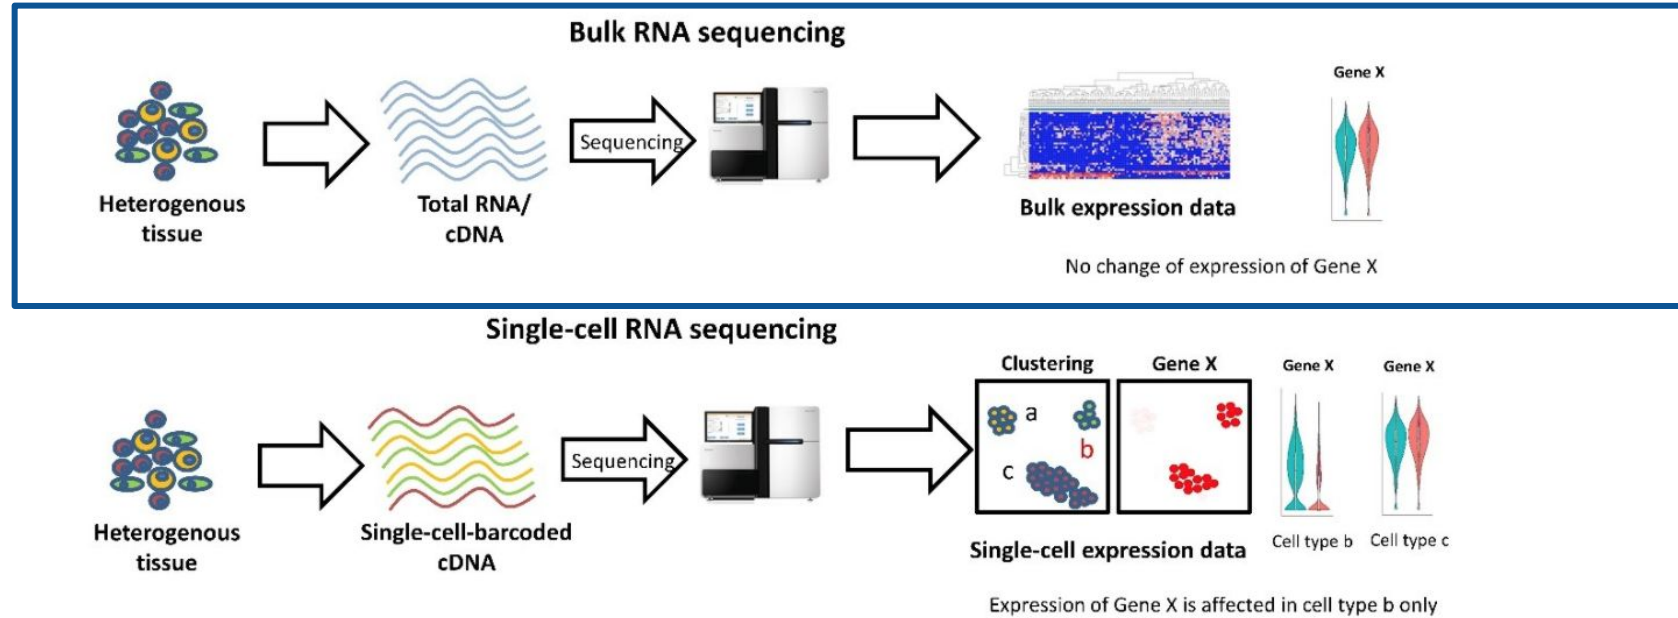 Bulk RNA sequencing
Gene X
Sequencing
Heterogenous
tissue
Total RNA/
cDNA
Bulk expression data
No change of expression of Gene X
Single-cell RNA sequencing
Clustering
Gene X
Gene X
Gene X
a
b
c
Sequencing
Heterogenous
tissue
Single-cell-barcoded
cDNA
Single-cell expression data
Cell type b
Cell type c
Expression of Gene X is affected in cell type b only